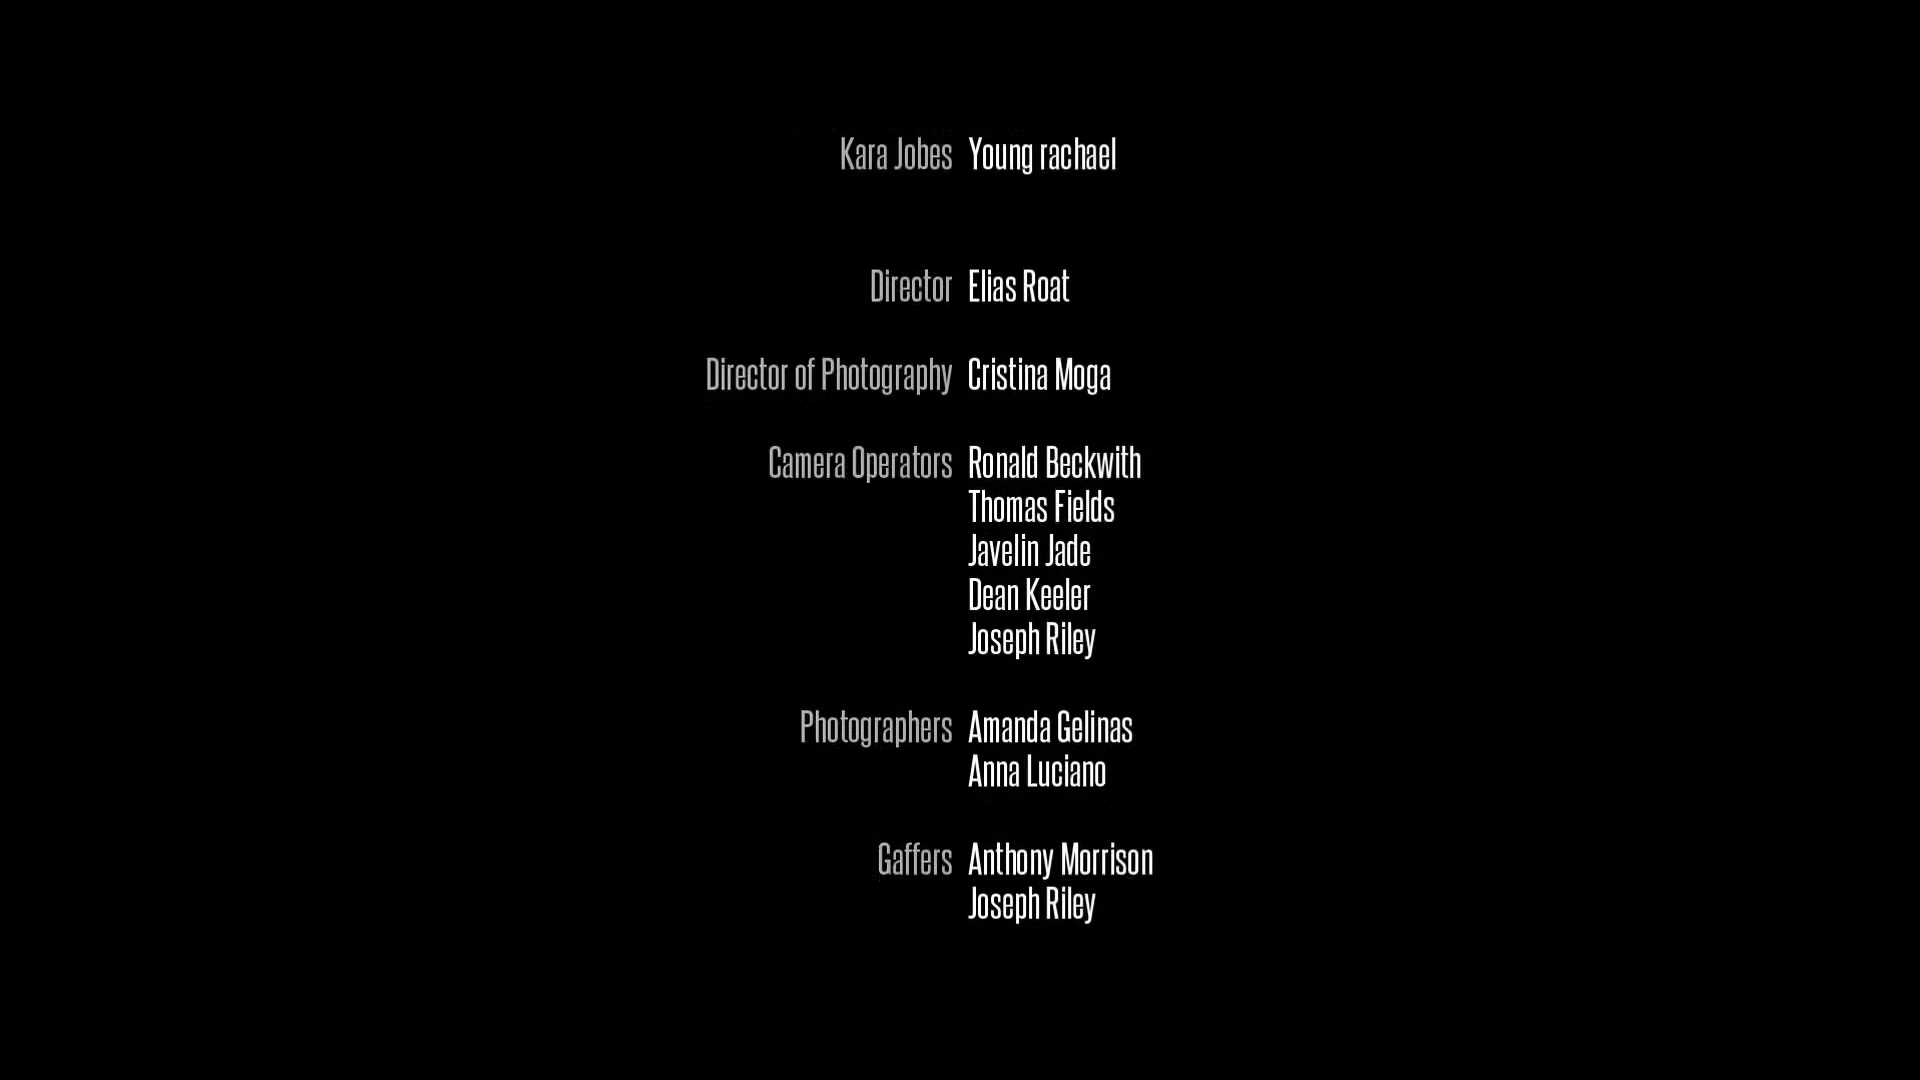 Kara Jobes Young rachael
Director Elias Roat
Director of Photography Cristina Moga
Camera Operators Ronald Beckwith
Thomas Fields
Javelin Jade
Dean Keeler
Joseph Riley
Photographers Amanda Gelinas
Anna Luciano
Gaffers Anthony Morrison
Joseph Riley